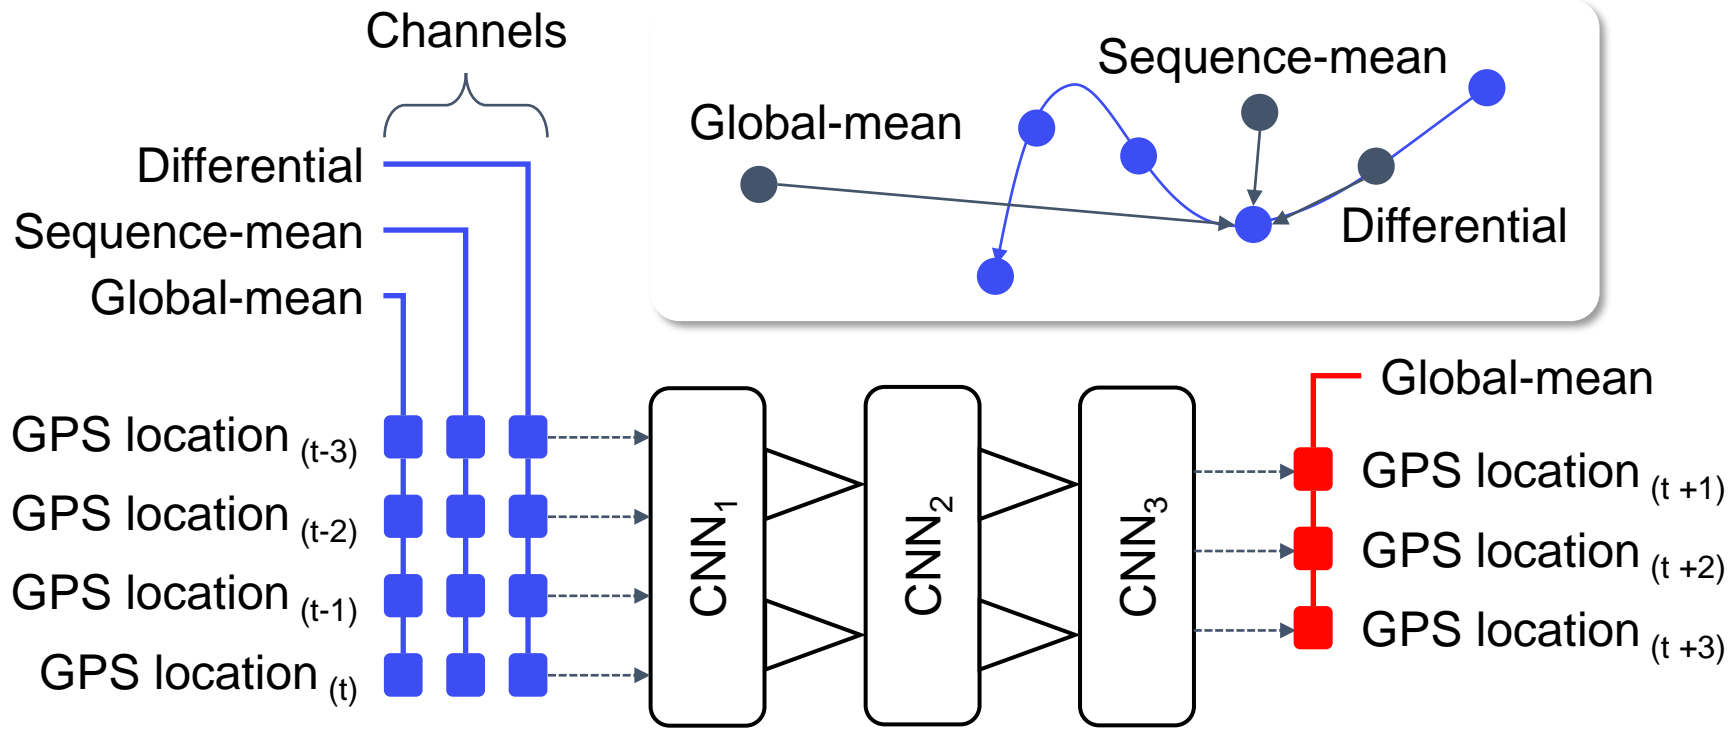 Channels
Differential
Sequence-mean
Global-mean
GPS location (t-3)
GPS location (t-2)
GPS location (t-1)
GPS location (t)
Sequence-mean
Global-mean
Differential
CNN1
CNN2
CNN3
Global-mean
GPS location (t +1)
GPS location (t +2)
GPS location (t +3)